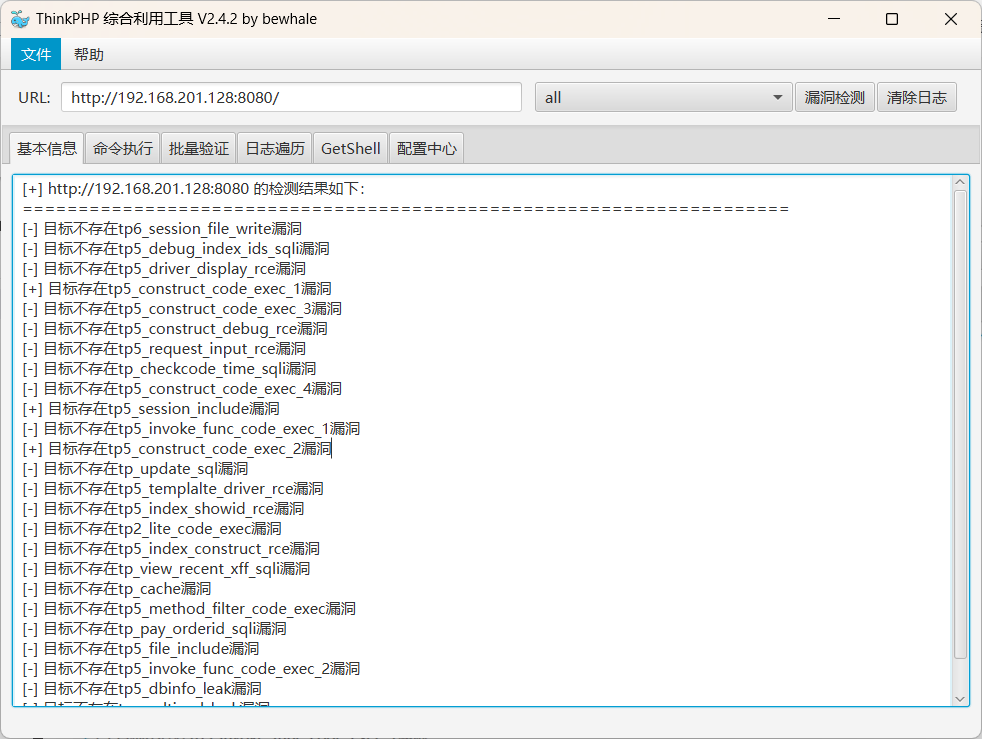 ThinkPHP 综合利用工具 V2.4.2 by bewhale
文件 帮助
URL: http://192.168.201.128:8080/ all 漏洞检测 清除日志
基本信息 命令执行 批量验证 日志遍历 GetShell 配置中心
[+] http://192.168.201.128:8080 的检测结果如下：
======================================================================
[-] 目标不存在tp6_session_file_write漏洞
[-] 目标不存在tp5_debug_index_ids_sqli漏洞
[-] 目标不存在tp5_driver_display_rce漏洞
[+] 目标存在tp5_construct_code_exec_1漏洞
[-] 目标不存在tp5_construct_code_exec_3漏洞
[-] 目标不存在tp5_construct_debug_rce漏洞
[-] 目标不存在tp5_request_input_rce漏洞
[-] 目标不存在tp_checkcode_time_sqli漏洞
[-] 目标不存在tp5_construct_code_exec_4漏洞
[+] 目标存在tp5_session_include漏洞
[-] 目标不存在tp5_invoke_func_code_exec_1漏洞
[+] 目标存在tp5_construct_code_exec_2漏洞
[-] 目标不存在tp_update_sql漏洞
[-] 目标不存在tp5_templalte_driver_rce漏洞
[-] 目标不存在tp5_index_showid_rce漏洞
[-] 目标不存在tp2_lite_code_exec漏洞
[-] 目标不存在tp5_index_construct_rce漏洞
[-] 目标不存在tp_view_recent_xff_sqli漏洞
[-] 目标不存在tp_cache漏洞
[-] 目标不存在tp5_method_filter_code_exec漏洞
[-] 目标不存在tp_pay_orderid_sqli漏洞
[-] 目标不存在tp5_file_include漏洞
[-] 目标不存在tp5_invoke_func_code_exec_2漏洞
[-] 目标不存在tp5_dbinfo_leak漏洞